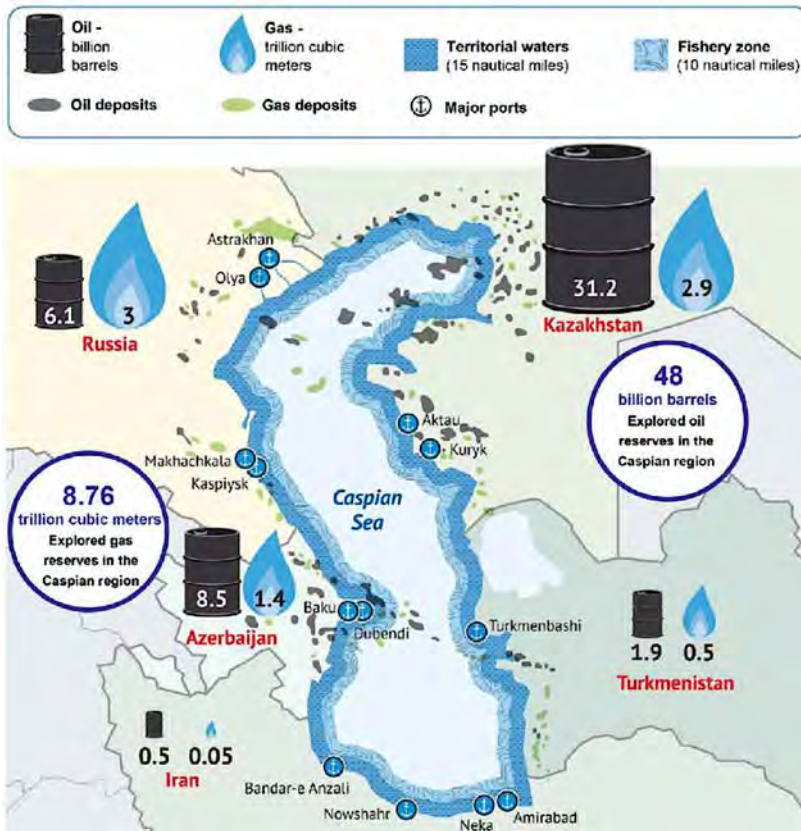 Oil -
billion
barrels
Gas -
trillion cubic
meters
Territorial waters
(15 nautical miles)
Fishery zone
(10 nautical miles)
Oil deposits
Gas deposits
Major ports
Astrakhan
Olya
6.1
3
Russia
31.2
2.9
Kazakhstan
48
billion barrels
Explored oil
reserves in the
Caspian region
Aktau
Kuryk
Makhachkala
Kaspiysk
Caspian
Sea
8.76
trillion cubic meters
Explored gas
reserves in the
Caspian region
8.5
1.4
Azerbaijan
Baku
Dubendi
Turkmenbashi
1.9
0.5
Turkmenistan
0.5
0.05
Iran
Bandar-e Anzali
Nowshahr
Neka
Amirabad